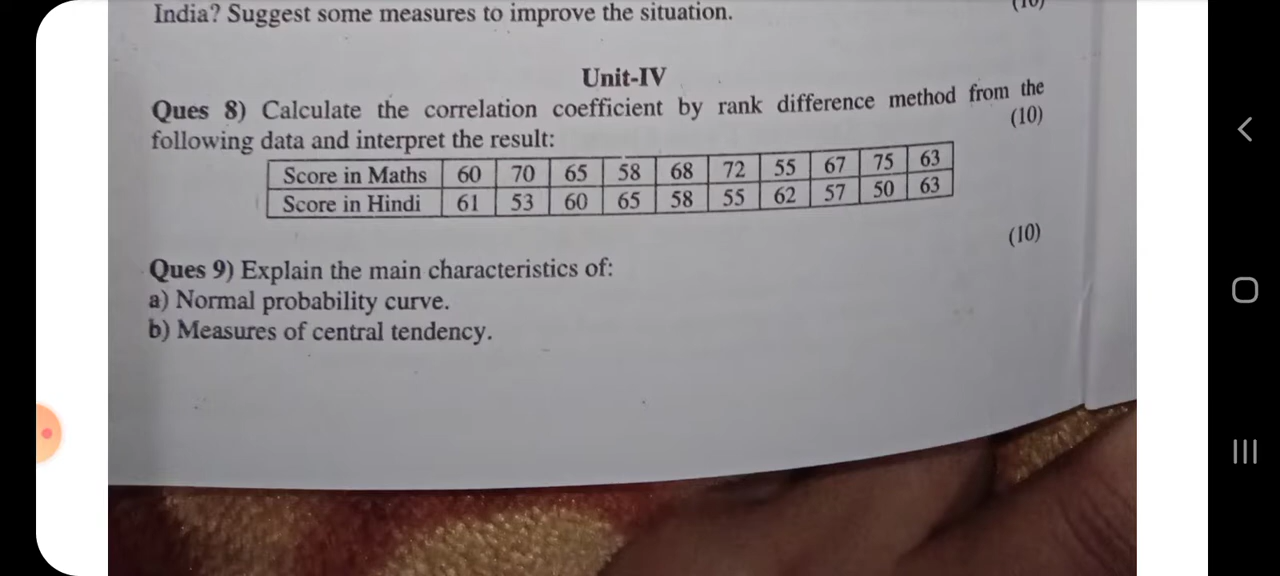 India? Suggest some measures to improve the situation.
(10)
Unit-IV
Ques 8) Calculate the correlation coefficient by rank difference method from the
following data and interpret the result: (10)
Score in Maths 60 70 65 58 68 72 55 67 75 63
Score in Hindi 61 53 60 65 58 55 62 57 50 63
(10)
Ques 9) Explain the main characteristics of:
a) Normal probability curve.
b) Measures of central tendency.